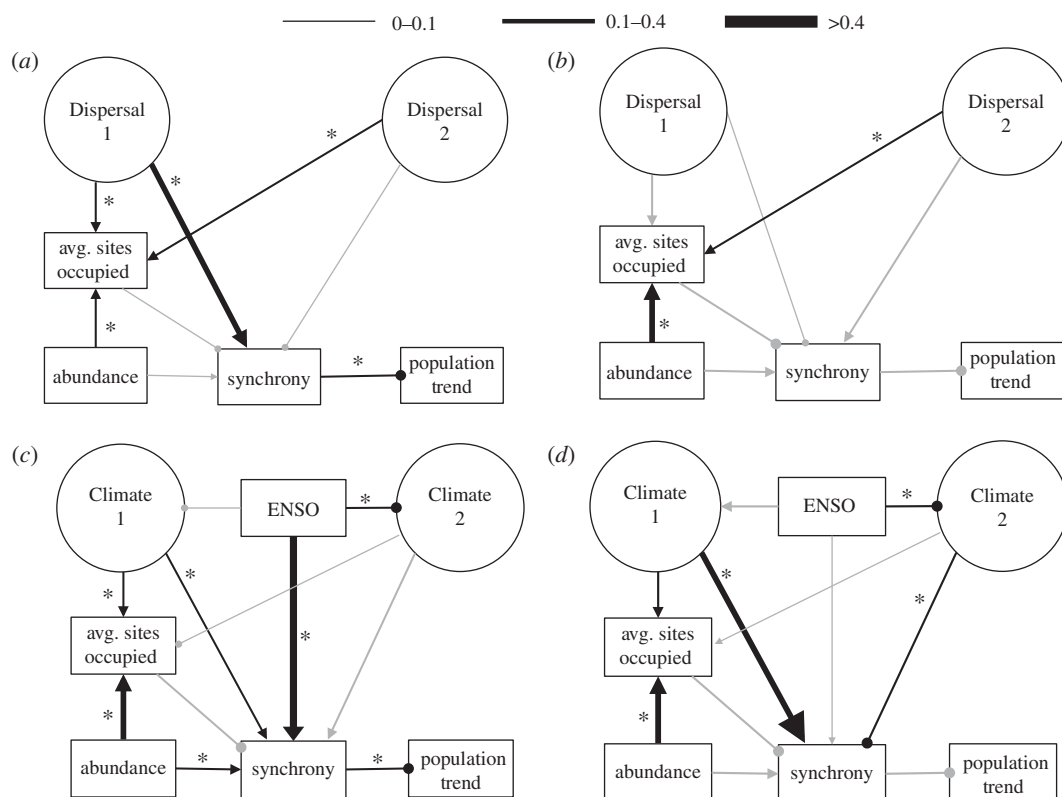 0–0.1 0.1–0.4 >0.4
(a) (b)
Dispersal
1
Dispersal
2
*
*
*
avg. sites
occupied
*
abundance
synchrony
*
population
trend
Dispersal
1
Dispersal
2
*
avg. sites
occupied
*
abundance
synchrony
population
trend
(c) (d)
Climate
1
ENSO
*
Climate
2
*
*
avg. sites
occupied
*
*
abundance
*
synchrony
*
population
trend
Climate
1
ENSO
*
Climate
2
*
*
avg. sites
occupied
*
abundance
synchrony
population
trend